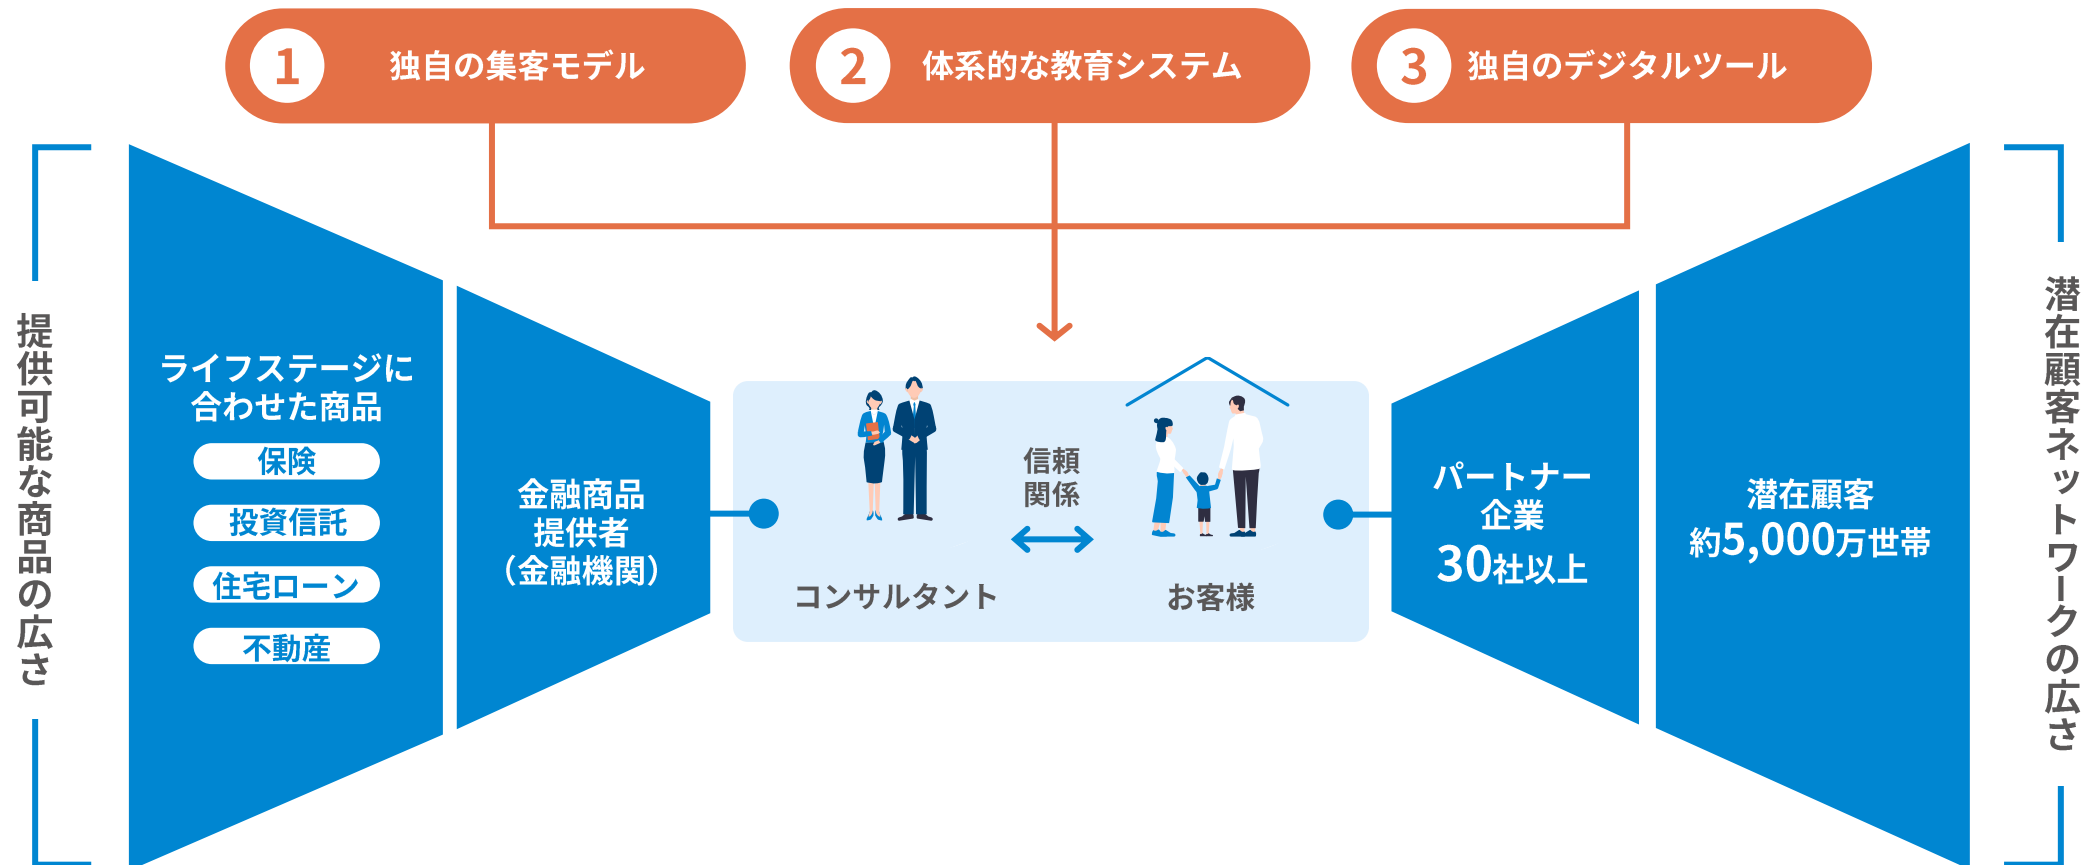 1 独自の集客モデル
2 体系的な教育システム
3 独自のデジタルツール
提供可能な商品の広さ
ライフステージに
合わせた商品
保険
投資信託
住宅ローン
不動産
金融商品
提供者
（金融機関）
コンサルタント
信頼
関係
お客様
パートナー
企業
30社以上
潜在顧客
約5,000万世帯
潜在顧客ネットワークの広さ